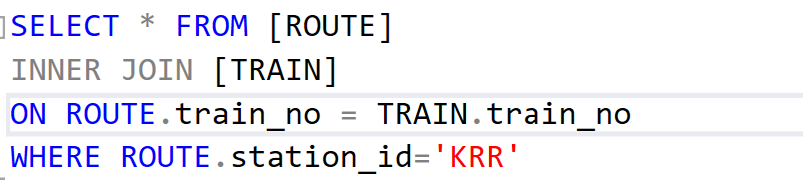 SELECT * FROM [ROUTE]
INNER JOIN [TRAIN]
ON ROUTE.train_no = TRAIN.train_no
WHERE ROUTE.station_id='KRR'